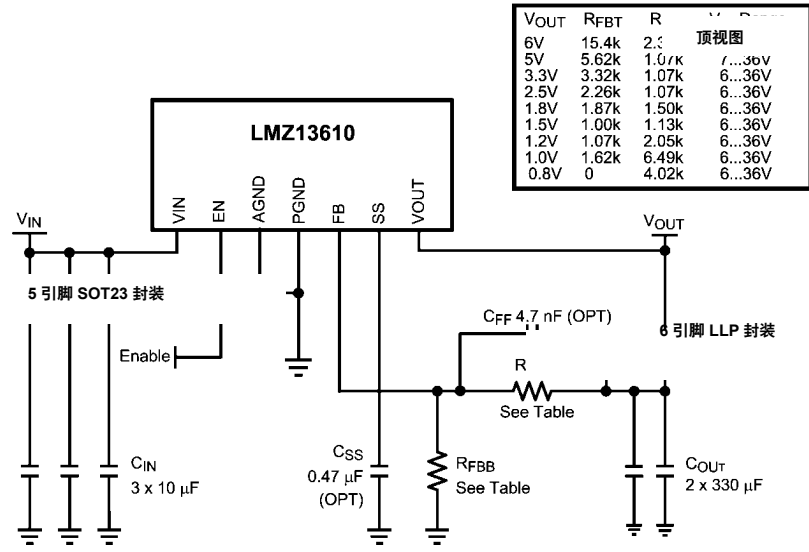 VOUT RFBT R
顶视图
6V 15.4k
5V 5.62k 1.07k 7...36V
3.3V 3.32k 1.07k 6...36V
2.5V 2.26k 1.07k 6...36V
1.8V 1.87k 1.50k 6...36V
1.5V 1.00k 1.13k 6...36V
1.2V 1.07k 2.05k 6...36V
1.0V 1.62k 6.49k 6...36V
0.8V 0 4.02k 6...36V
LMZ13610
VIN
EN
AGND
PGND
FB
SS
VOUT
VIN
VOUT
5 引脚 SOT23 封装
CFF 4.7 nF (OPT)
6 引脚 LLP 封装
Enable
R
See Table
CIN
3 x 10 μF
CSS
0.47 μF
(OPT)
RFBB
See Table
COUT
2 x 330 μF